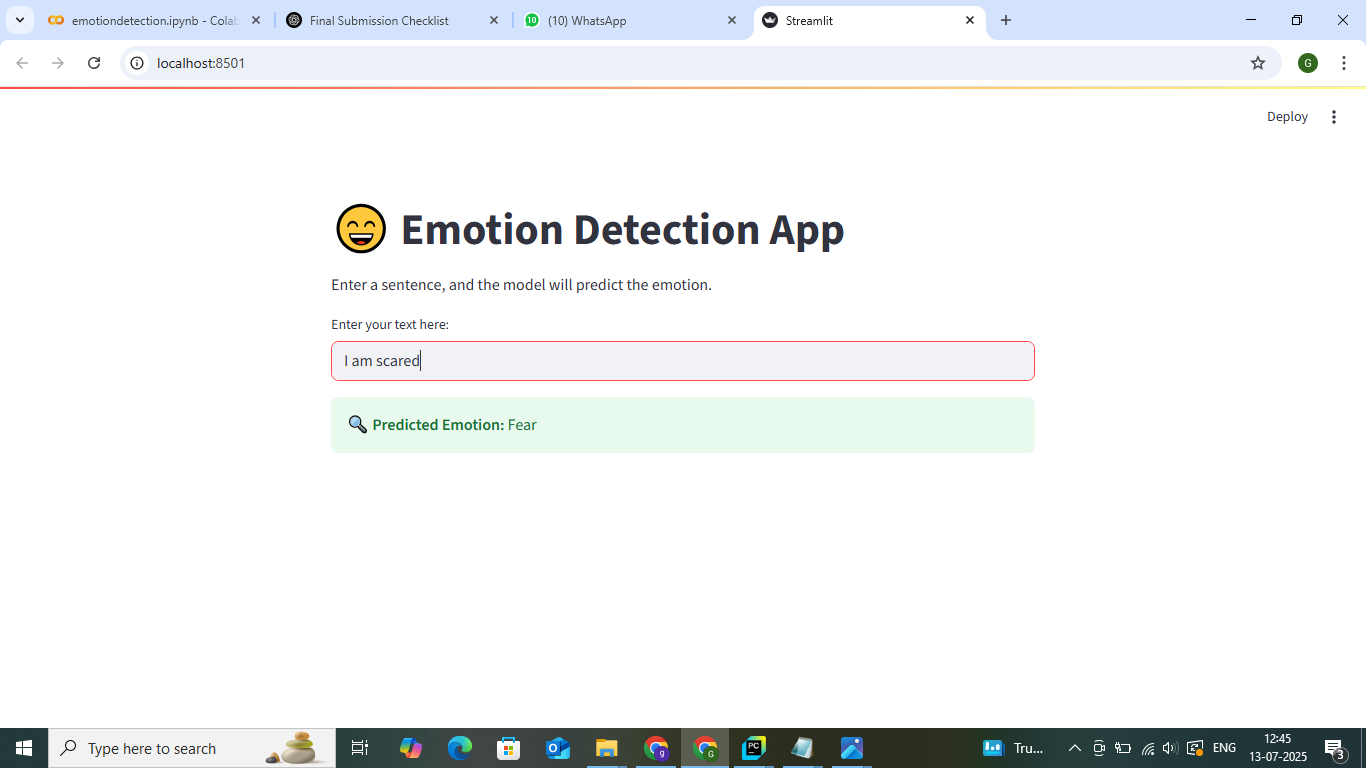 emotiondetection.ipynb - Colab
Final Submission Checklist
10
(10) WhatsApp
Streamlit
localhost:8501
G
Deploy
Emotion Detection App
Enter a sentence, and the model will predict the emotion.
Enter your text here:
I am scared
Predicted Emotion: Fear
Type here to search
g
G
PC
Tru...
ENG
12:45
13-07-2025
3